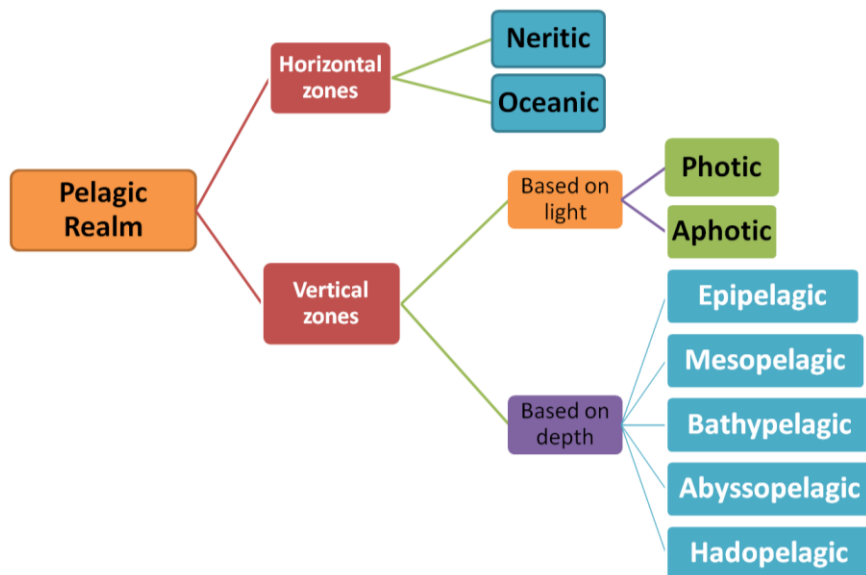 Pelagic
Realm
Horizontal
zones
Neritic
Oceanic
Vertical
zones
Based on
light
Photic
Aphotic
Based on
depth
Epipelagic
Mesopelagic
Bathypelagic
Abyssopelagic
Hadopelagic